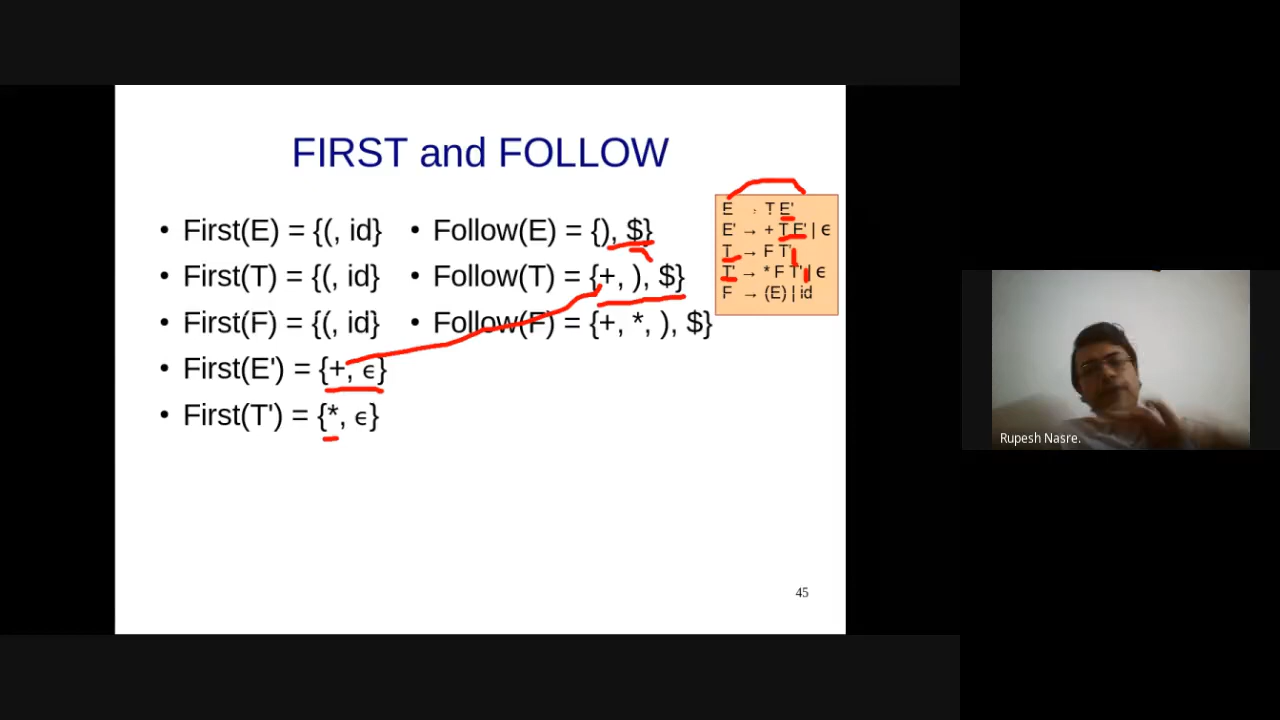 FIRST and FOLLOW
• First(E) = {(, id}
• First(T) = {(, id}
• First(F) = {(, id}
• First(E') = {+, ϵ}
• First(T') = {*, ϵ}
• Follow(E) = {), $}
• Follow(T) = {+, ), $}
• Follow(F) = {+, *, ), $}
E → T E'
E' → + T E' | ϵ
T → F T'
T' → * F T' | ϵ
F → (E) | id
45
Rupesh Nasre.